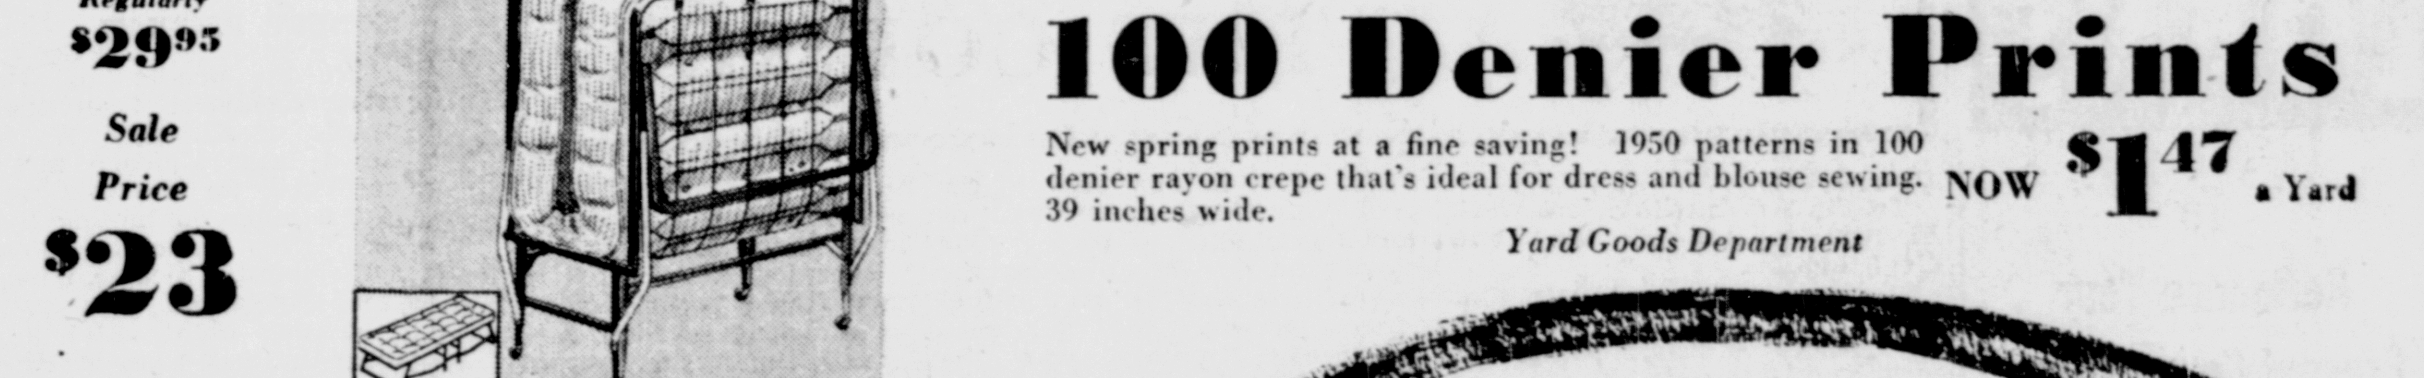 Regularly
$29.95
Sale
Price
$23
100 Denier Prints
New spring prints at a fine saving! 1950 patterns in 100
denier rayon crepe that's ideal for dress and blouse sewing.
39 inches wide.
NOW $1.47 a Yard
Yard Goods Department